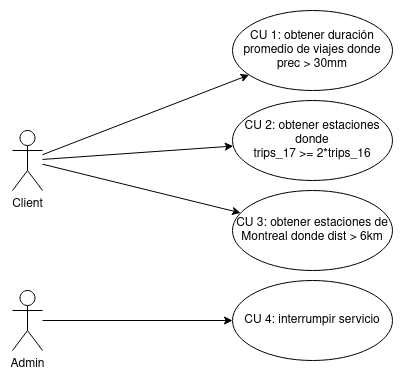 CU 1: obtener duración
promedio de viajes donde
prec > 30mm
CU 2: obtener estaciones
donde
trips_17 >= 2*trips_16
Client
CU 3: obtener estaciones de
Montreal donde dist > 6km
CU 4: interrumpir servicio
Admin